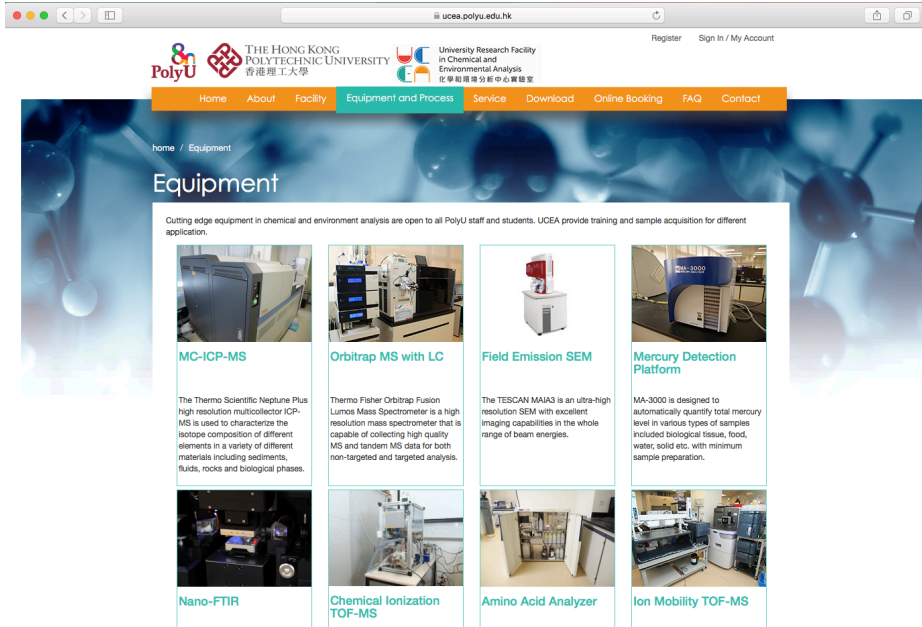 ucea.polyu.edu.hk
Register Sign In / My Account
PolyU
THE HONG KONG
POLYTECHNIC UNIVERSITY
香港理工大學
University Research Facility
in Chemical and
Environmental Analysis
化學和環境分析中心實驗室
Home About Facility Equipment and Process Service Download Online Booking FAQ Contact
home / Equipment
Equipment
Cutting edge equipment in chemical and environment analysis are open to all PolyU staff and students. UCEA provide training and sample acquisition for different
application.
MA-3000
MC-ICP-MS
The Thermo Scientific Neptune Plus
high resolution multicollector ICP-
MS is used to characterize the
isotope composition of different
elements in a variety of different
materials including sediments,
fluids, rocks and biological phases.
Orbitrap MS with LC
Thermo Fisher Orbitrap Fusion
Lumos Mass Spectrometer is a high
resolution mass spectrometer that is
capable of collecting high quality
MS and tandem MS data for both
non-targeted and targeted analysis.
Field Emission SEM
The TESCAN MAIA3 is an ultra-high
resolution SEM with excellent
imaging capabilities in the whole
range of beam energies.
Mercury Detection
Platform
MA-3000 is designed to
automatically quantify total mercury
level in various types of samples
included biological tissue, food,
water, solid etc. with minimum
sample preparation.
Nano-FTIR
Chemical Ionization
TOF-MS
Amino Acid Analyzer
Ion Mobility TOF-MS